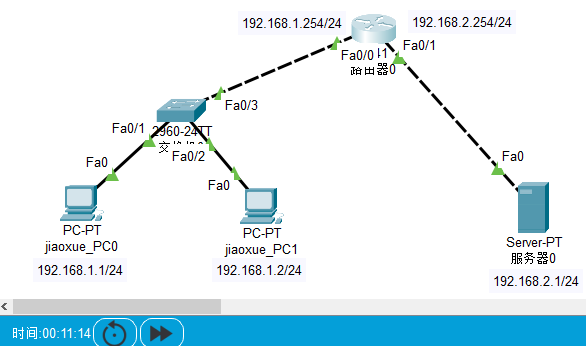 192.168.1.254/24
192.168.2.254/24
Fa0/0
Fa0/1
路由器0
Fa0/3
2960-24TT
Fa0/1
Fa0/2
Fa0
Fa0
Fa0
PC-PT
jiaoxue_PC0
192.168.1.1/24
PC-PT
jiaoxue_PC1
192.168.1.2/24
Server-PT
服务器0
192.168.2.1/24
时间:00:11:14